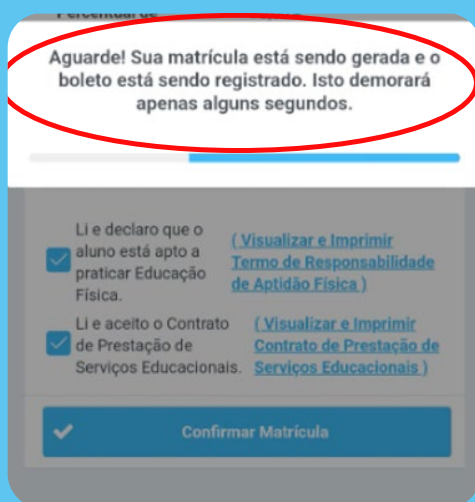 Percentual de
Aguarde! Sua matrícula está sendo gerada e o
boleto está sendo registrado. Isto demorará
apenas alguns segundos.
Li e declaro que o
aluno está apto a
praticar Educação
Física.
( Visualizar e Imprimir
Termo de Responsabilidade
de Aptidão Física )
Li e aceito o Contrato
de Prestação de
Serviços Educacionais.
( Visualizar e Imprimir
Contrato de Prestação de
Serviços Educacionais )
Confirmar Matrícula